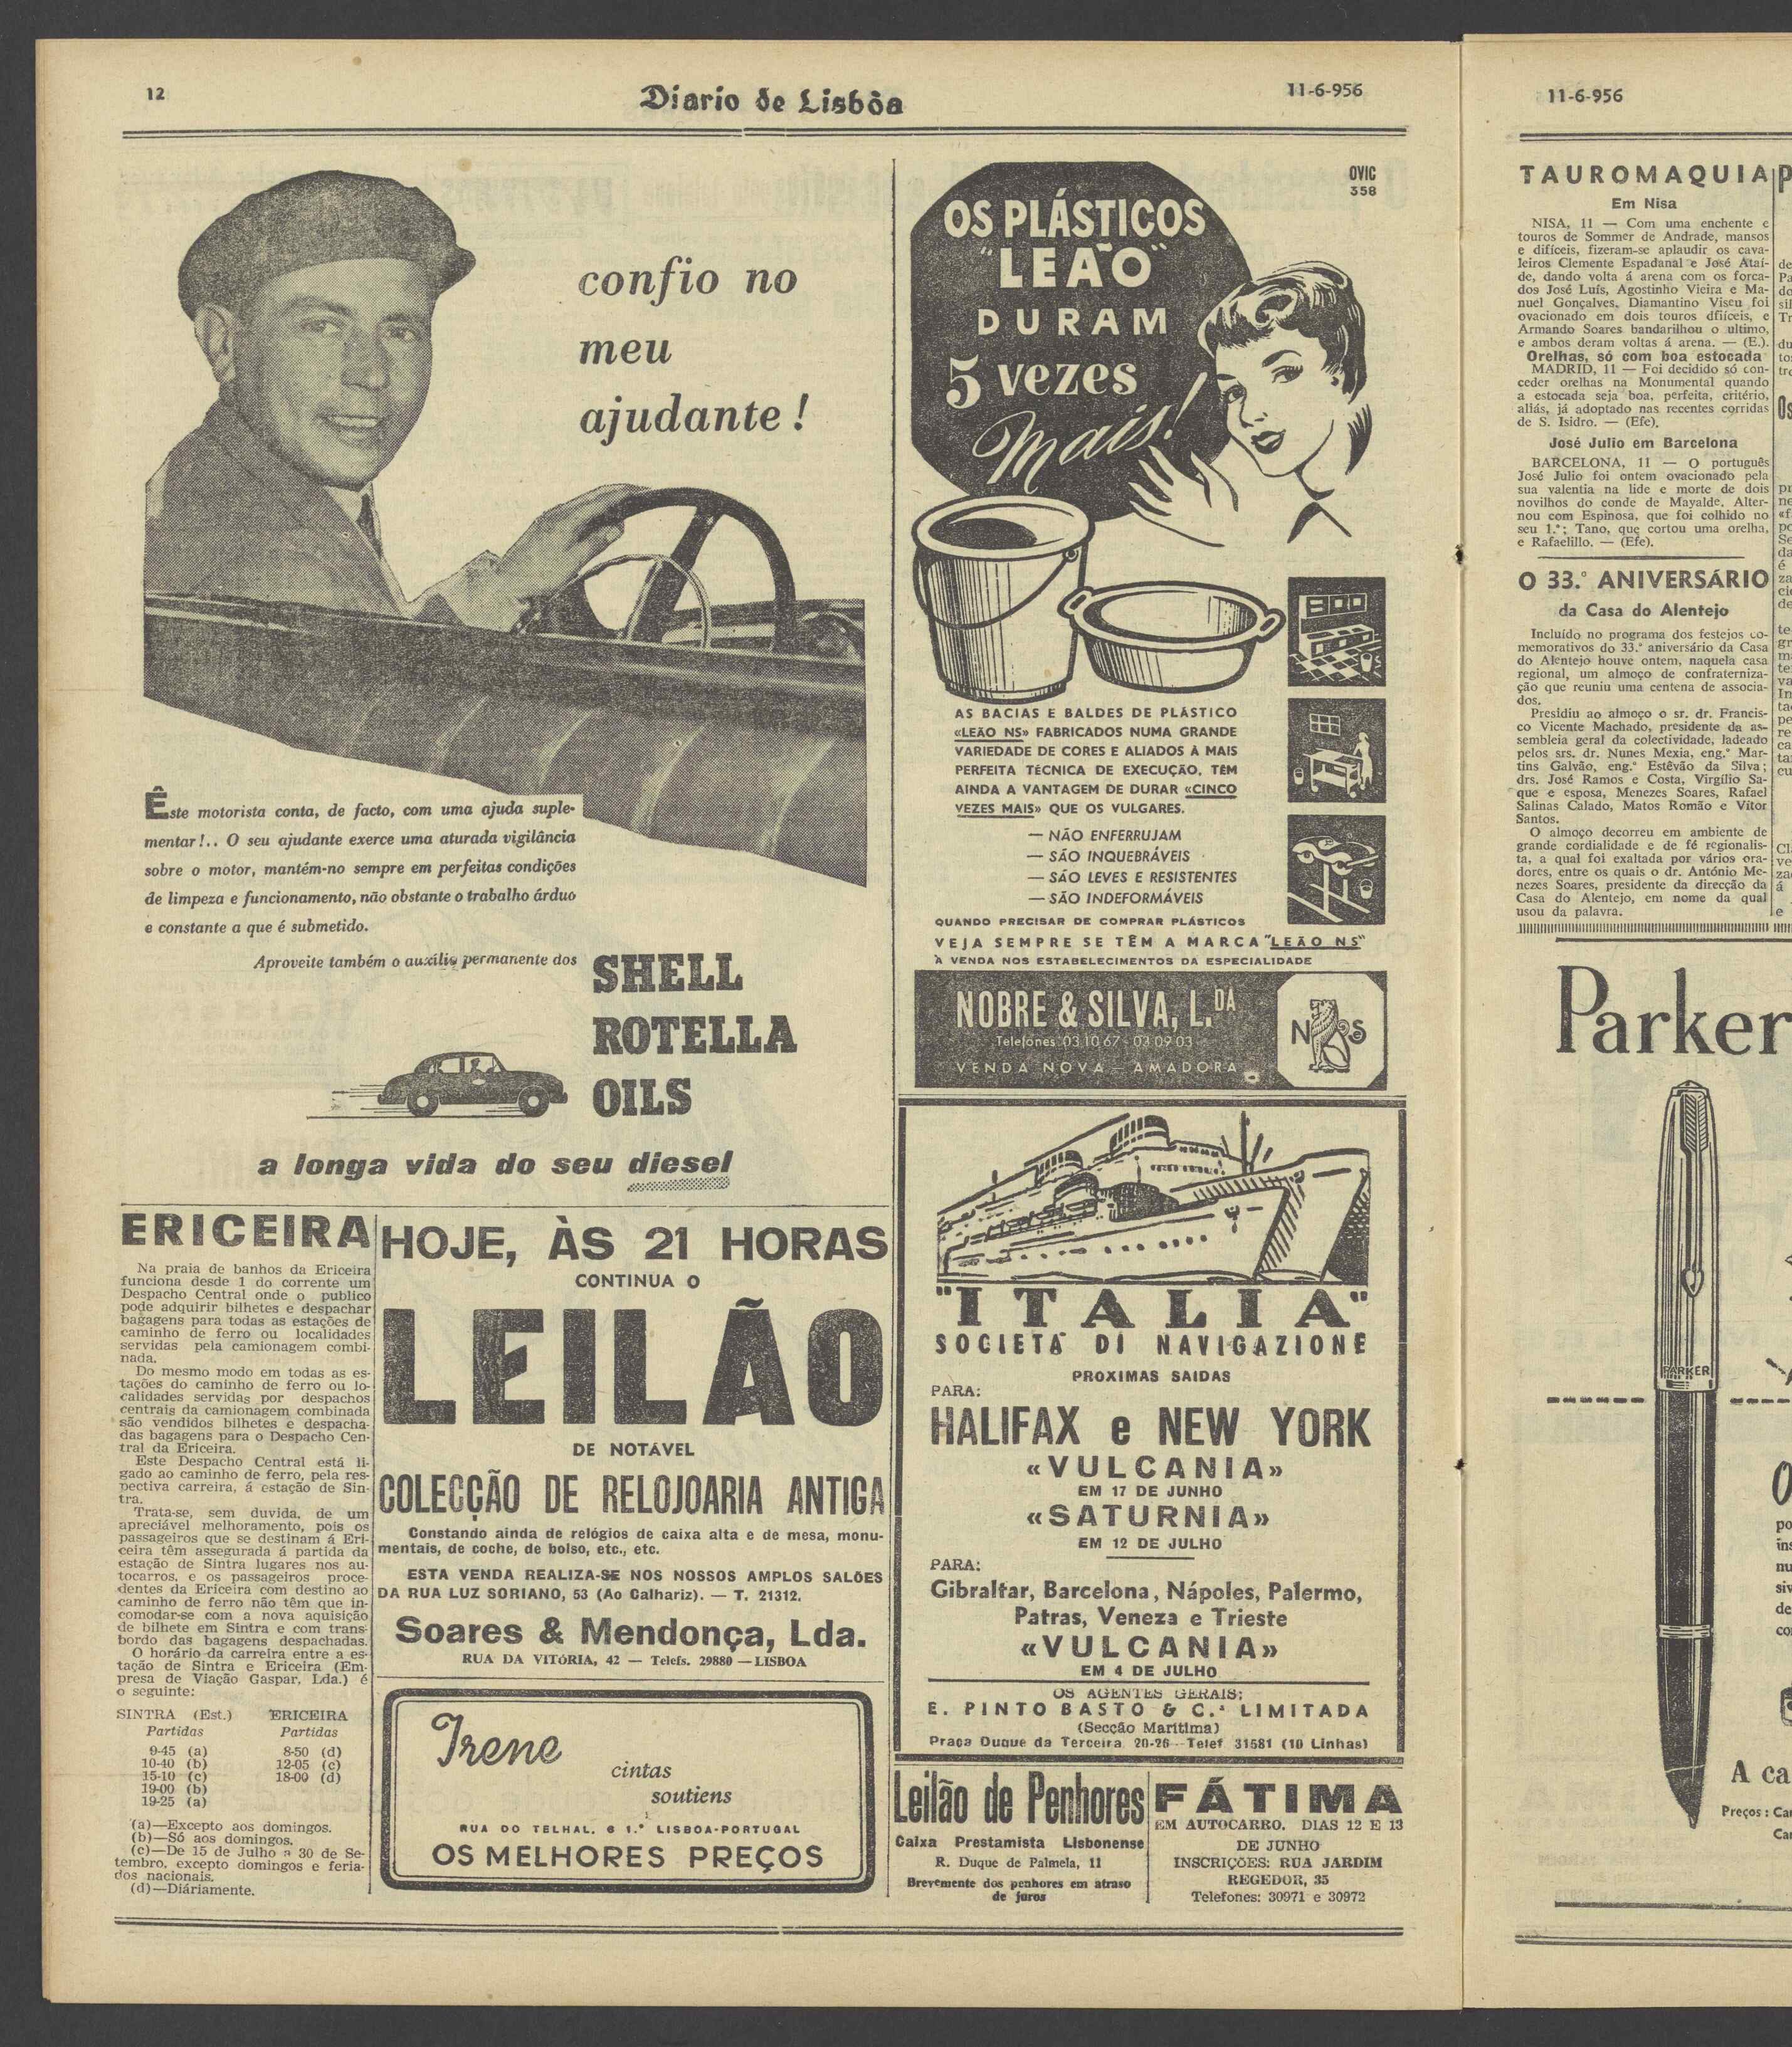 12
Diario de Lisbôa
11-6-956
confio no
meu
ajudante !
Êste motorista conta, de facto, com uma ajuda suple-
mentar !.. O seu ajudante exerce uma aturada vigilância
sobre o motor, mantém-no sempre em perfeitas condições
de limpeza e funcionamento, não obstante o trabalho árduo
e constante a que é submetido.
Aproveite também o auxílio permanente dos
SHELL
ROTELLA
OILS
a longa vida do seu diesel
OVIC
358
OS PLÁSTICOS
"LEÃO"
DURAM
5 vezes
Mais!
AS BACIAS E BALDES DE PLÁSTICO
«LEÃO NS» FABRICADOS NUMA GRANDE
VARIEDADE DE CORES E ALIADOS À MAIS
PERFEITA TÉCNICA DE EXECUÇÃO, TÊM
AINDA A VANTAGEM DE DURAR «CINCO
VEZES MAIS» QUE OS VULGARES.
— NÃO ENFERRUJAM
— SÃO INQUEBRÁVEIS
— SÃO LEVES E RESISTENTES
— SÃO INDEFORMÁVEIS
QUANDO PRECISAR DE COMPRAR PLÁSTICOS
VEJA SEMPRE SE TÊM A MARCA "LEÃO NS"
À VENDA NOS ESTABELECIMENTOS DA ESPECIALIDADE
NOBRE & SILVA, L.DA
Telefones 03 10 67 - 03 09 03
VENDA NOVA — AMADORA
N S
ERICEIRA
Na praia de banhos da Ericeira
funciona desde 1 do corrente um
Despacho Central onde o publico
pode adquirir bilhetes e despachar
bagagens para todas as estações de
caminho de ferro ou localidades
servidas pela camionagem combi-
nada.
Do mesmo modo em todas as es-
tações do caminho de ferro ou lo-
calidades servidas por despachos
centrais da camionagem combinada
são vendidos bilhetes e despacha-
das bagagens para o Despacho Cen-
tral da Ericeira.
Este Despacho Central está li-
gado ao caminho de ferro, pela res-
pectiva carreira, á estação de Sin-
tra.
Trata-se, sem duvida, de um
apreciável melhoramento, pois os
passageiros que se destinam á Eri-
ceira têm assegurada á partida da
estação de Sintra lugares nos au-
tocarros, e os passageiros proce-
dentes da Ericeira com destino ao
caminho de ferro não têm que in-
comodar-se com a nova aquisição
de bilhete em Sintra e com trans-
bordo das bagagens despachadas.
O horário da carreira entre a es-
tação de Sintra e Ericeira (Em-
presa de Viação Gaspar, Lda.) é
o seguinte:
SINTRA (Est.) ERICEIRA
Partidas Partidas
9-45 (a) 8-50 (d)
10-40 (b) 12-05 (c)
15-10 (c) 18-00 (d)
19-00 (b)
19-25 (a)
(a)—Excepto aos domingos.
(b)—Só aos domingos.
(c)—De 15 de Julho a 30 de Se-
tembro, excepto domingos e feria-
dos nacionais.
(d)—Diáriamente.
HOJE, ÀS 21 HORAS
CONTINUA O
LEILÃO
DE NOTÁVEL
COLECÇÃO DE RELOJOARIA ANTIGA
Constando ainda de relógios de caixa alta e de mesa, monu-
mentais, de coche, de bolso, etc., etc.
ESTA VENDA REALIZA-SE NOS NOSSOS AMPLOS SALÕES
DA RUA LUZ SORIANO, 53 (Ao Calhariz). — T. 21312.
Soares & Mendonça, Lda.
RUA DA VITÓRIA, 42 — Telefs. 29880 — LISBOA
Irene
cintas
soutiens
RUA DO TELHAL, 6 1.º LISBOA-PORTUGAL
OS MELHORES PREÇOS
"ITALIA"
SOCIETÀ DI NAVIGAZIONE
PROXIMAS SAIDAS
PARA:
HALIFAX e NEW YORK
«VULCANIA»
EM 17 DE JUNHO
«SATURNIA»
EM 12 DE JULHO
PARA:
Gibraltar, Barcelona, Nápoles, Palermo,
Patras, Veneza e Trieste
«VULCANIA»
EM 4 DE JULHO
OS AGENTES GERAIS:
E. PINTO BASTO & C.ª LIMITADA
(Secção Marítima)
Praça Duque da Terceira 20-26—Telef 31581 (10 Linhas)
Leilão de Penhores
Caixa Prestamista Lisbonense
R. Duque de Palmela, 11
Brevemente dos penhores em atraso
de juros
FÁTIMA
EM AUTOCARRO. DIAS 12 E 13
DE JUNHO
INSCRIÇÕES: RUA JARDIM
REGEDOR, 35
Telefones: 30971 e 30972
11-6-956
TAUROMAQUIA
Em Nisa
NISA, 11 — Com uma enchente e
touros de Sommer de Andrade, mansos
e difíceis, fizeram-se aplaudir os cava-
leiros Clemente Espadanal e José Ataí-
de, dando volta á arena com os forca-
dos José Luís, Agostinho Vieira e Ma-
nuel Gonçalves. Diamantino Viseu foi
ovacionado em dois touros dfiíceis, e
Armando Soares bandarilhou o ultimo,
e ambos deram voltas á arena. — (E.).
Orelhas, só com boa estocada
MADRID, 11 — Foi decidido só con-
ceder orelhas na Monumental quando
a estocada seja boa, perfeita, critério,
aliás, já adoptado nas recentes corridas
de S. Isidro. — (Efe).
José Julio em Barcelona
BARCELONA, 11 — O português
José Julio foi ontem ovacionado pela
sua valentia na lide e morte de dois
novilhos do conde de Mayalde. Alter-
nou com Espinosa, que foi colhido no
seu 1.º; Tano, que cortou uma orelha,
e Rafaelillo. — (Efe).
O 33.º ANIVERSÁRIO
da Casa do Alentejo
Incluído no programa dos festejos co-
memorativos do 33.º aniversário da Casa
do Alentejo houve ontem, naquela casa
regional, um almoço de confraterniza-
ção que reuniu uma centena de associa-
dos.
Presidiu ao almoço o sr. dr. Francis-
co Vicente Machado, presidente da as-
sembleia geral da colectividade, ladeado
pelos srs. dr. Nunes Mexia, eng.º Mar-
tins Galvão, eng.º Estêvão da Silva;
drs. José Ramos e Costa, Virgílio Sa-
que e esposa, Menezes Soares, Rafael
Salinas Calado, Matos Romão e Vítor
Santos.
O almoço decorreu em ambiente de
grande cordialidade e de fé regionalis-
ta, a qual foi exaltada por vários ora-
dores, entre os quais o dr. António Me-
nezes Soares, presidente da direcção da
Casa do Alentejo, em nome da qual
usou da palavra.
Parker
PARKER
A ca
Preços : Ca